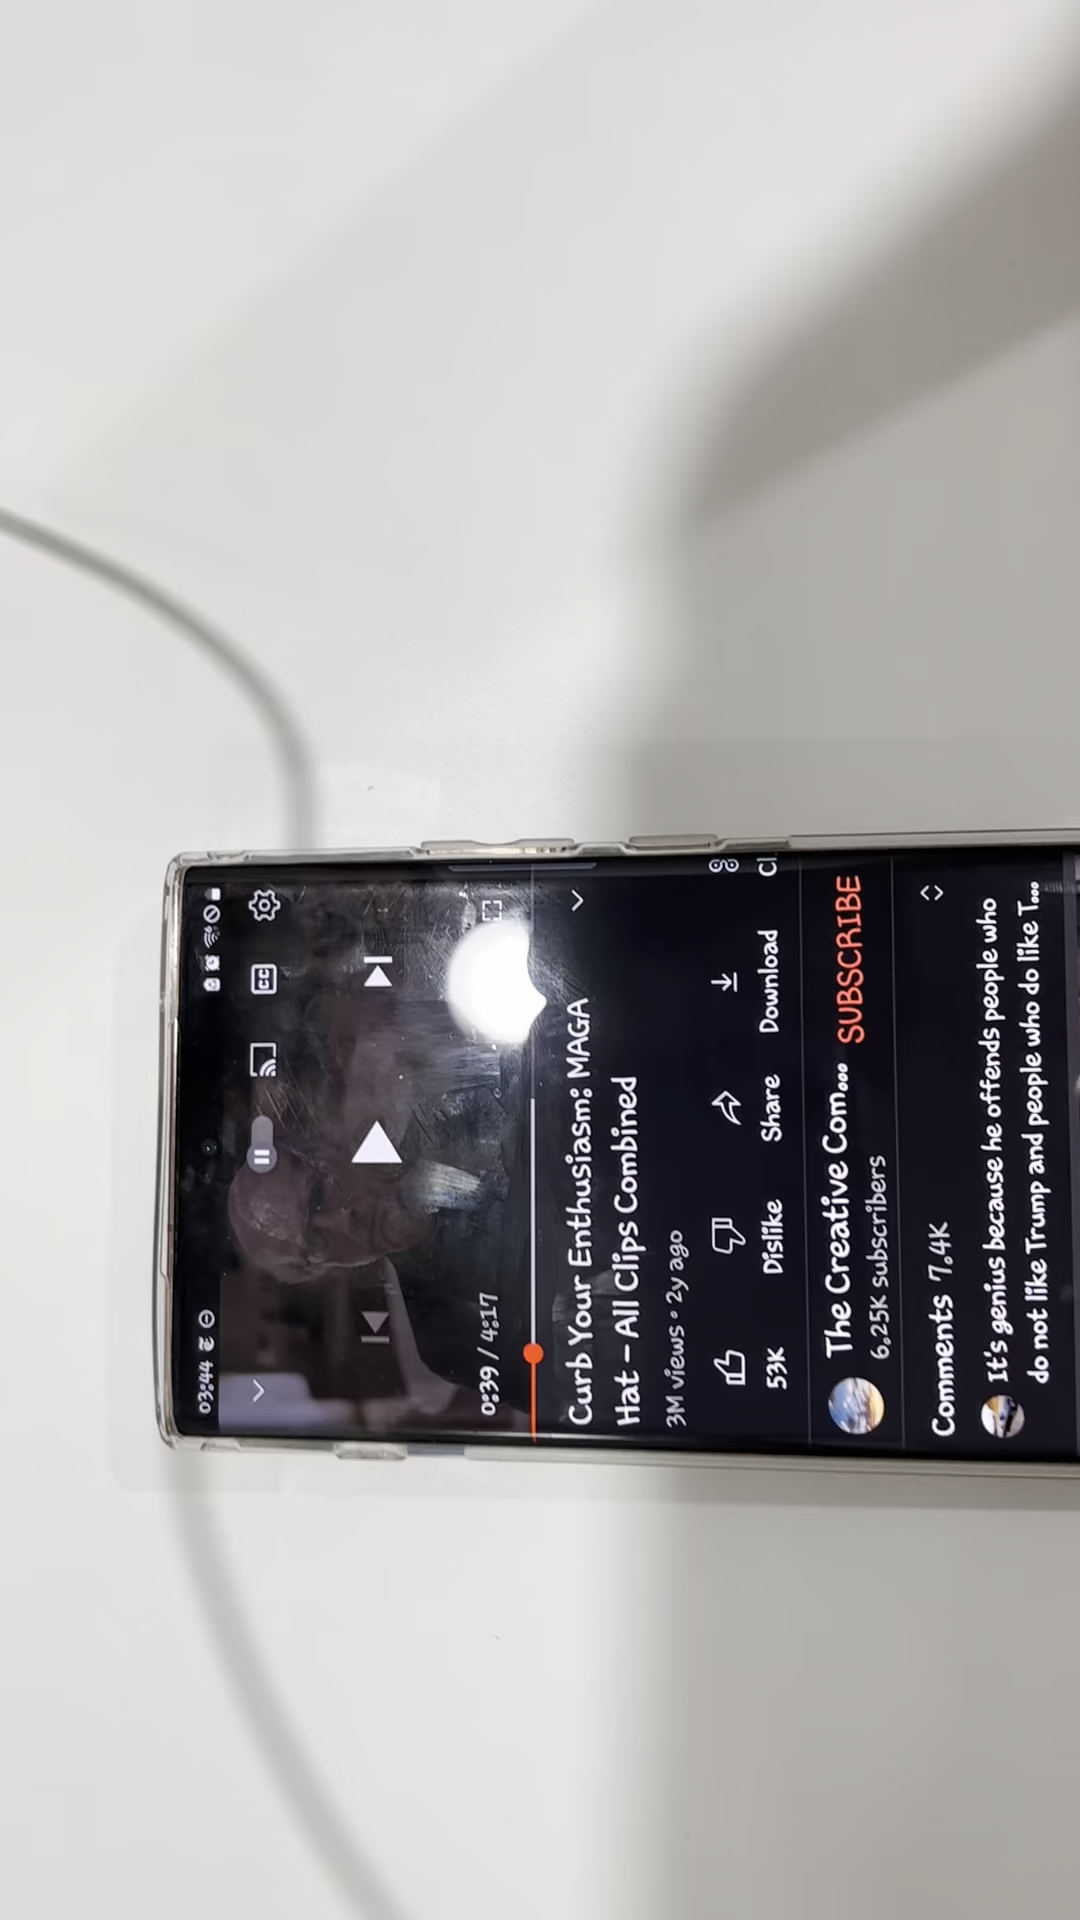 03:44
CC
0:39 / 4:17
Curb Your Enthusiasm: MAGA
Hat - All Clips Combined
3M views • 2y ago
53K
Dislike
Share
Download
Cl.
The Creative Com...
SUBSCRIBE
6.25K subscribers
Comments 7.4K
It's genius because he offends people who
do not like Trump and people who do like T...